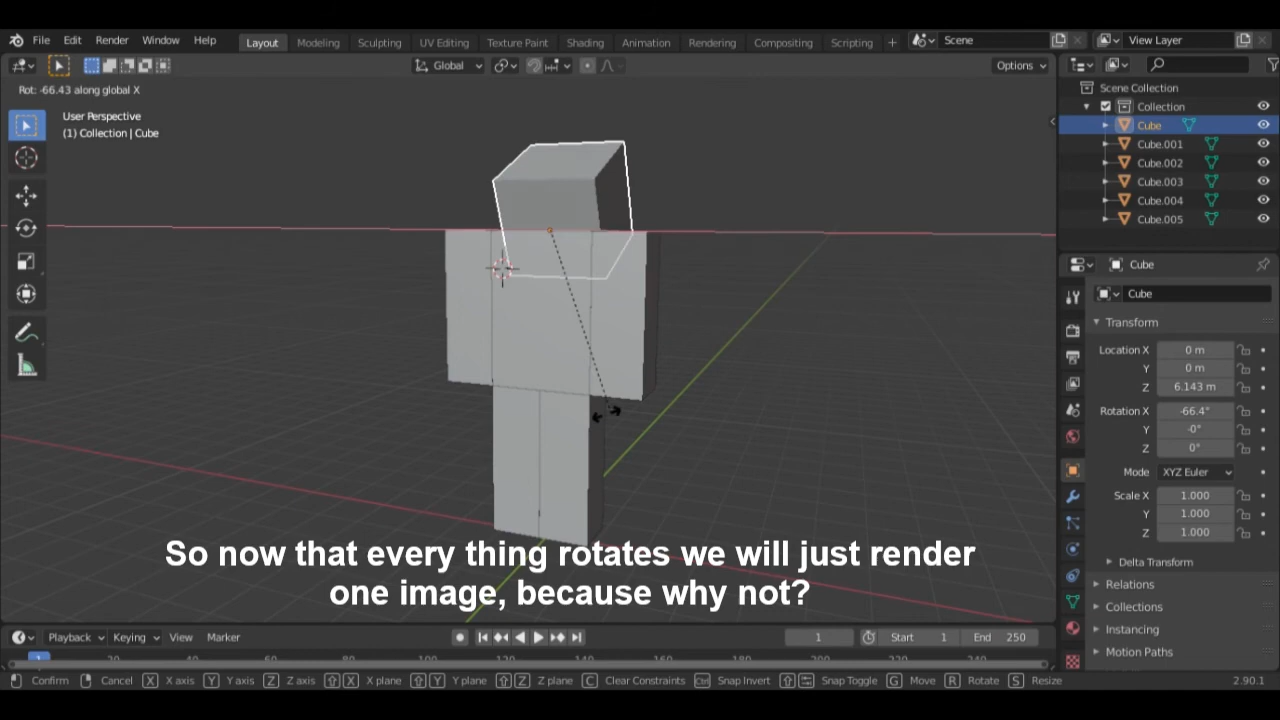 File Edit Render Window Help Layout Modeling Sculpting UV Editing Texture Paint Shading Animation Rendering Compositing Scripting + Scene View Layer
Global Options
Rot: -66.43 along global X
User Perspective
(1) Collection | Cube
Scene Collection
Collection
Cube
Cube.001
Cube.002
Cube.003
Cube.004
Cube.005
Cube
Cube
Transform
Location X 0 m
Y 0 m
Z 6.143 m
Rotation X -66.4°
Y -0°
Z 0°
Mode XYZ Euler
Scale X 1.000
Y 1.000
Z 1.000
Delta Transform
Relations
Collections
Instancing
Motion Paths
So now that every thing rotates we will just render
one image, because why not?
Playback Keying View Marker 1 Start 1 End 250
1
Confirm Cancel X X axis Y Y axis Z Z axis X X plane Y Y plane Z Z plane C Clear Constraints Ctrl Snap Invert Snap Toggle G Move R Rotate S Resize 2.90.1